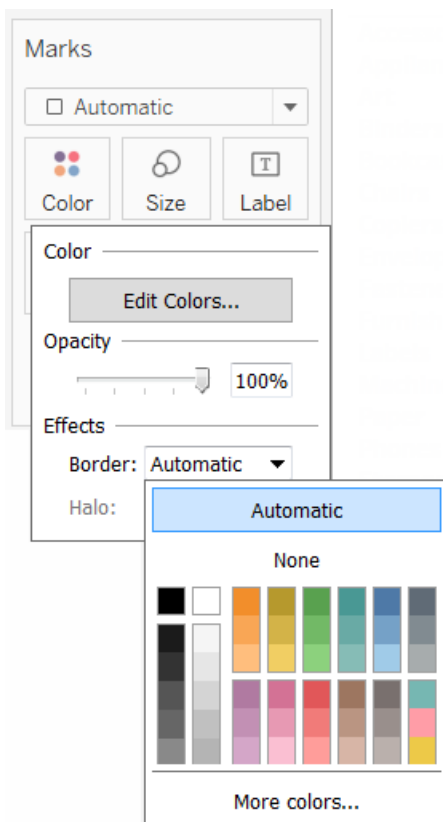 Marks
Automatic
Color Size Label
T
Color
Edit Colors...
Opacity
100%
Effects
Border: Automatic
Halo:
Automatic
None
More colors...